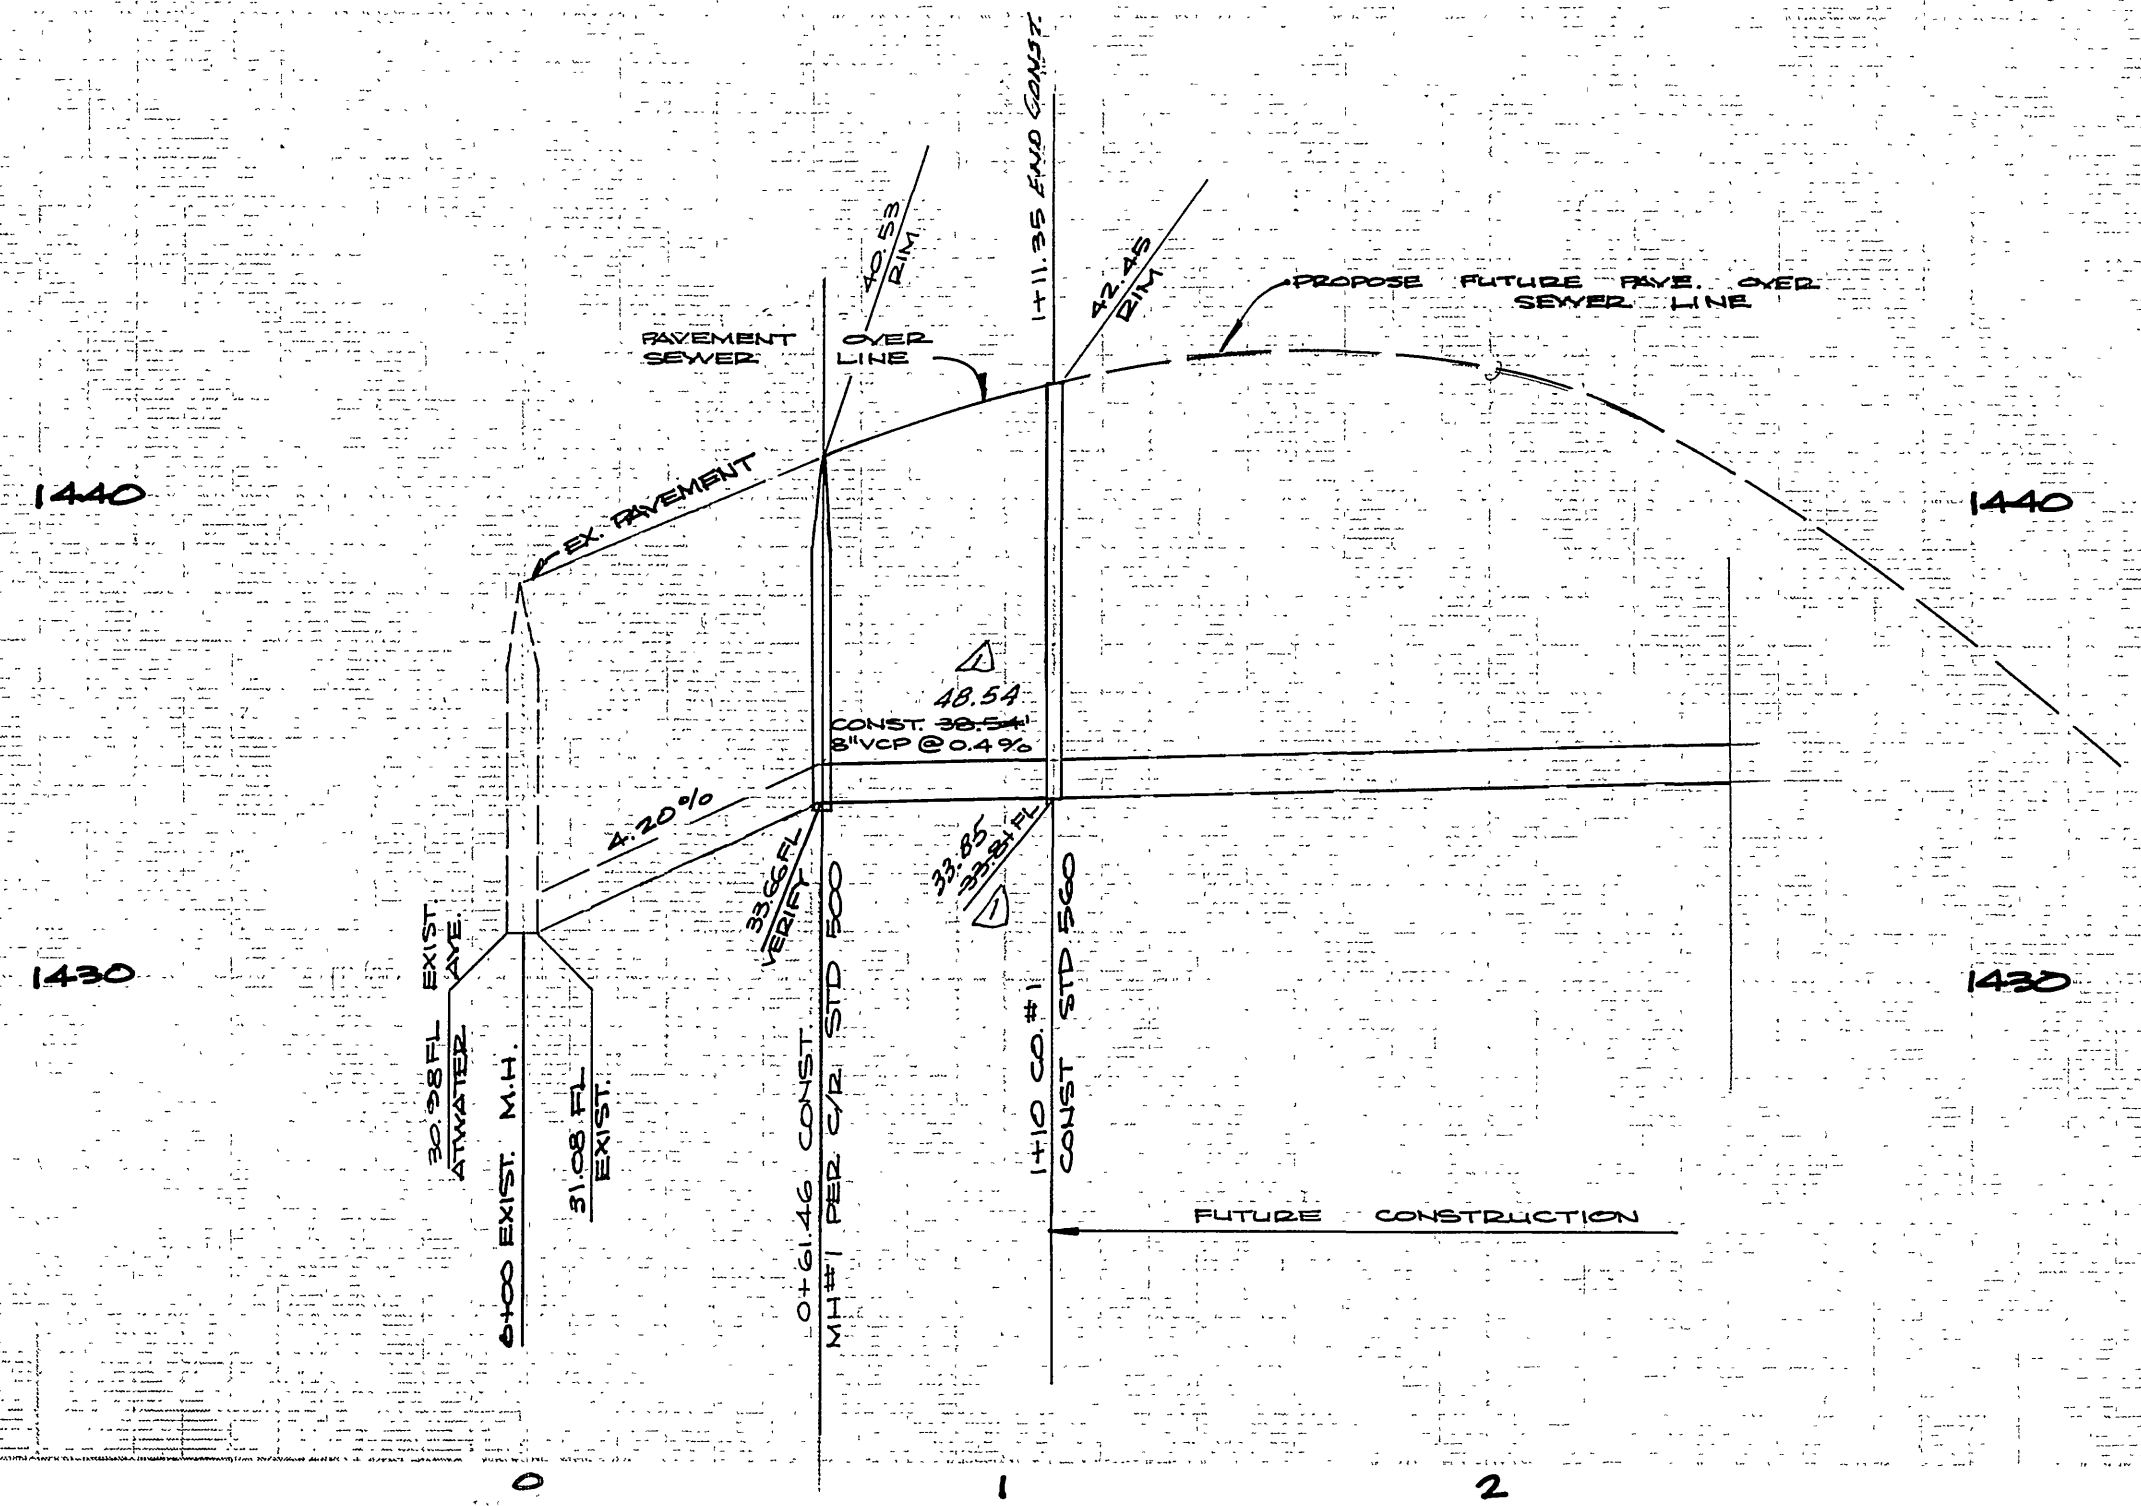 1+11.35 END CONST.
40.53
RIM
42.45
RIM
PROPOSE FUTURE PAVE. OVER
SEWER LINE
PAVEMENT OVER
SEWER LINE
EX. PAVEMENT
1440
1440
1
48.54
CONST. 38.54'
8" VCP @ 0.4%
4.20%
33.66 FL
VERIFY
33.85
33.81 FL
1
1430
1430
30.98 FL EXIST.
ATWATER AVE.
0+00 EXIST. M.H.
31.08 FL
EXIST.
0+61.46 CONST.
MH #1 PER C/R STD 500
1+10 CO. #1
CONST STD 560
FUTURE CONSTRUCTION
0
1
2